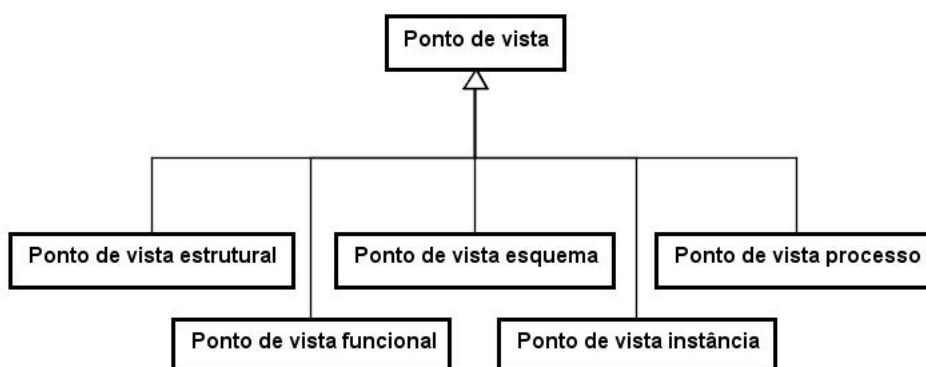 Ponto de vista
Ponto de vista estrutural
Ponto de vista esquema
Ponto de vista processo
Ponto de vista funcional
Ponto de vista instância